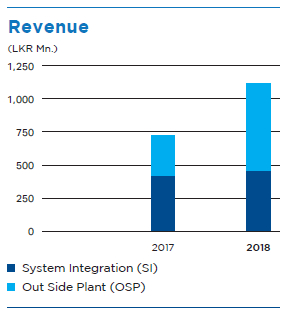 Revenue
(LKR Mn.)
1,250
1,000
750
500
250
0
2017 2018
System Integration (SI)
Out Side Plant (OSP)